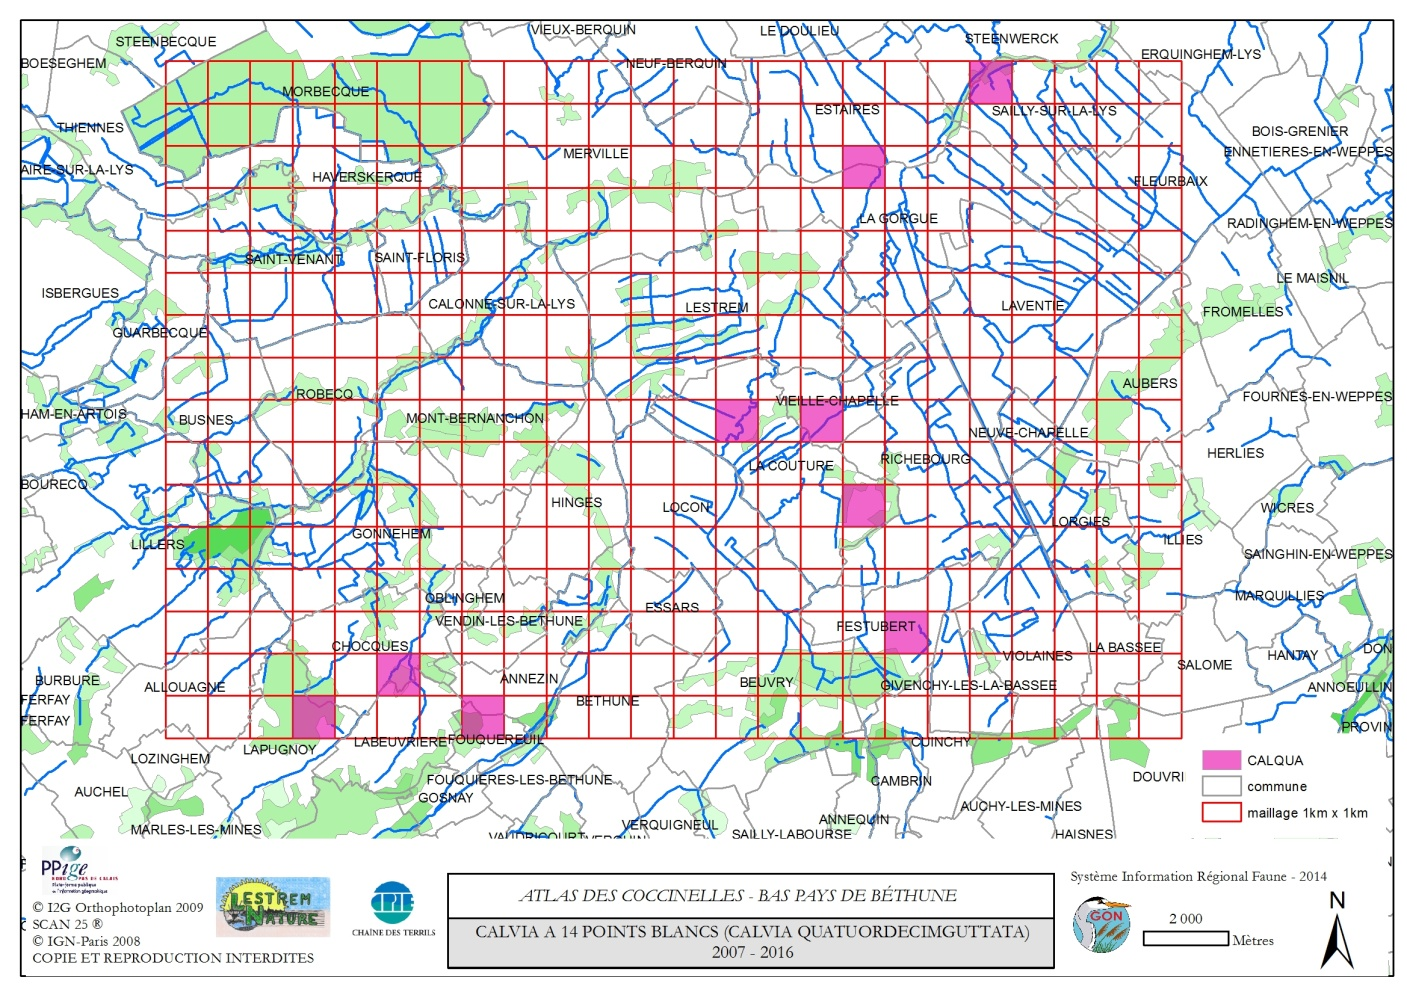 STEENBECQUE
VIEUX-BERQUIN
LE DOULIEU
STEENWERCK
BOESEGHEM
NEUF-BERQUIN
ERQUINGHEM-LYS
MORBECQUE
ESTAIRES
SAILLY-SUR-LA-LYS
THIENNES
BOIS-GRENIER
MERVILLE
ENNETIERES-EN-WEPPES
AIRE-SUR-LA-LYS
HAVERSKERQUE
FLEURBAIX
LA GORGUE
RADINGHEM-EN-WEPPES
SAINT-VENANT
SAINT-FLORIS
LE MAISNIL
ISBERGUES
CALONNE-SUR-LA-LYS
LESTREM
LAVENTIE
FROMELLES
GUARBECQUE
AUBERS
ROBECQ
VIEILLE-CHAPELLE
FOURNES-EN-WEPPES
HAM-EN-ARTOIS
BUSNES
MONT-BERNANCHON
NEUVE-CHAPELLE
HERLIES
LA COUTURE
RICHEBOURG
BOURECQ
HINGES
LOCON
WICRES
LORGIES
GONNEHEM
ILLIES
LILLERS
SAINGHIN-EN-WEPPES
OBLINGHEM
ESSARS
MARQUILLIES
VENDIN-LES-BETHUNE
FESTUBERT
CHOCQUES
VIOLAINES
LA BASSEE
HANTAY
DON
SALOME
BURBURE
ALLOUAGNE
ANNEZIN
BEUVRY
GIVENCHY-LES-LA-BASSEE
ANNOEULLIN
FERFAY
BETHUNE
FERFAY
PROVIN
LAPUGNOY
LABEUVRIERE
FOUQUEREUIL
CUINCHY
LOZINGHEM
DOUVRI
FOUQUIERES-LES-BETHUNE
CAMBRIN
AUCHEL
GOSNAY
AUCHY-LES-MINES
MARLES-LES-MINES
VERQUIGNEUL
ANNEQUIN
VAUDRICOURT
VERQUIN
SAILLY-LABOURSE
HAISNES
CALQUA
commune
maillage 1km x 1km
PPige
© I2G Orthophotoplan 2009
SCAN 25 ®
© IGN-Paris 2008
COPIE ET REPRODUCTION INTERDITES
LESTREM
NATURE
CPIE
CHAÎNE DES TERRILS
ATLAS DES COCCINELLES - BAS PAYS DE BÉTHUNE
CALVIA A 14 POINTS BLANCS (CALVIA QUATUORDECIMGUTTATA)
2007 - 2016
Système Information Régional Faune - 2014
GON
2 000
Mètres
N